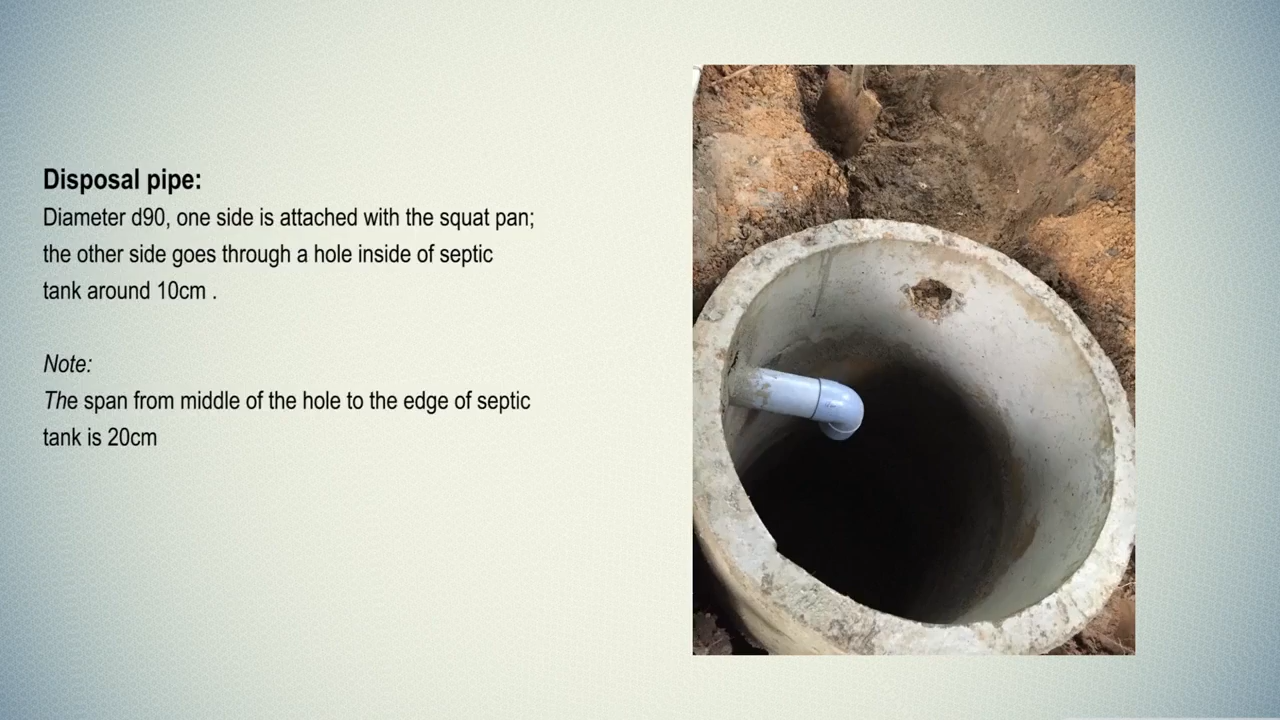 Disposal pipe:
Diameter d90, one side is attached with the squat pan;
the other side goes through a hole inside of septic
tank around 10cm .
Note:
The span from middle of the hole to the edge of septic
tank is 20cm